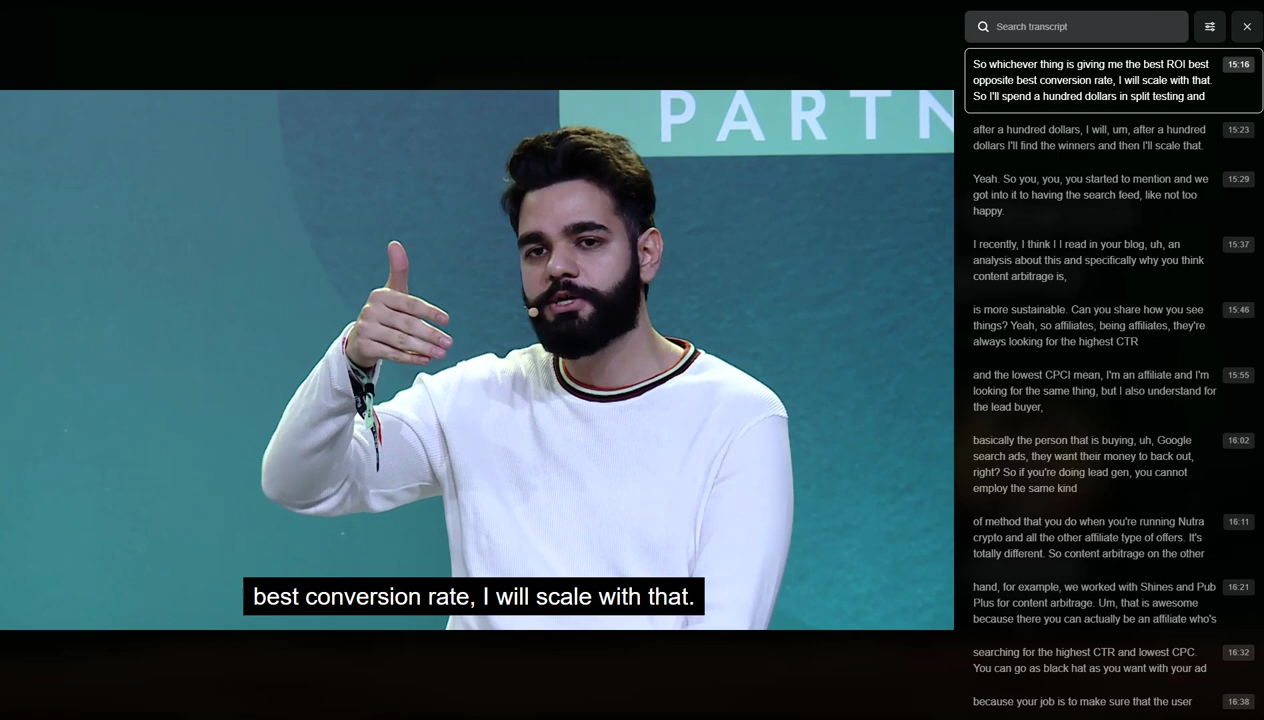 PARTN
best conversion rate, I will scale with that.
Search transcript
So whichever thing is giving me the best ROI best
opposite best conversion rate, I will scale with that.
So I'll spend a hundred dollars in split testing and
15:16
after a hundred dollars, I will, um, after a hundred
dollars I'll find the winners and then I'll scale that.
15:23
Yeah. So you, you, you started to mention and we
got into it to having the search feed, like not too
happy.
15:29
I recently, I think I I read in your blog, uh, an
analysis about this and specifically why you think
content arbitrage is,
15:37
is more sustainable. Can you share how you see
things? Yeah, so affiliates, being affiliates, they're
always looking for the highest CTR
15:46
and the lowest CPCI mean, I'm an affiliate and I'm
looking for the same thing, but I also understand for
the lead buyer,
15:55
basically the person that is buying, uh, Google
search ads, they want their money to back out,
right? So if you're doing lead gen, you cannot
employ the same kind
16:02
of method that you do when you're running Nutra
crypto and all the other affiliate type of offers. It's
totally different. So content arbitrage on the other
16:11
hand, for example, we worked with Shines and Pub
Plus for content arbitrage. Um, that is awesome
because there you can actually be an affiliate who's
16:21
searching for the highest CTR and lowest CPC.
You can go as black hat as you want with your ad
16:32
because your job is to make sure that the user
16:38